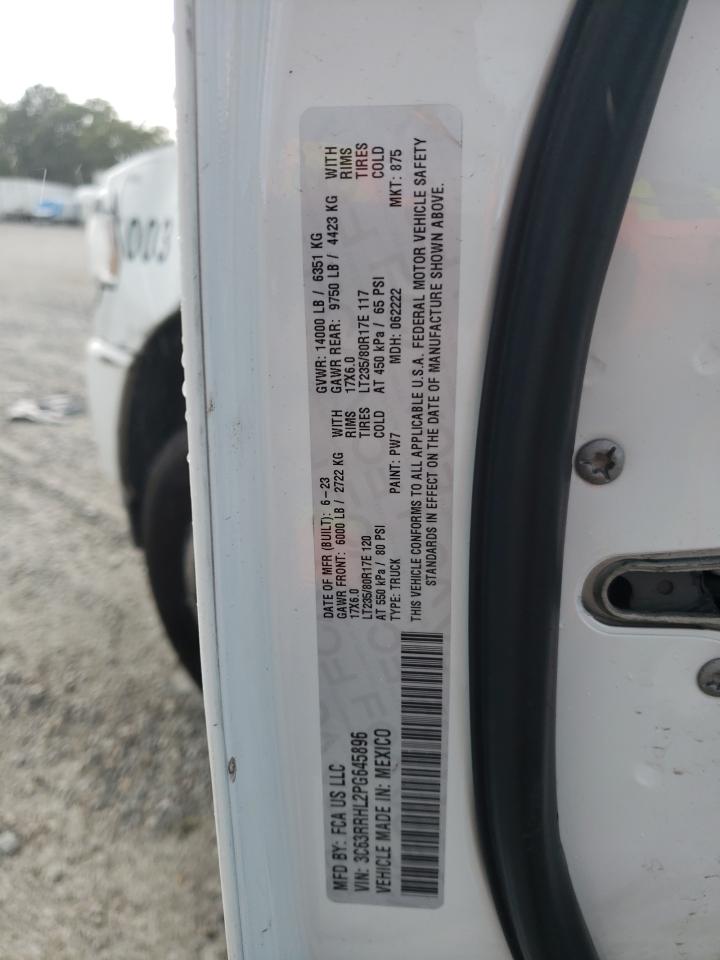 MFD BY: FCA US LLC
VIN: 3C63RRHL2PG645896
VEHICLE MADE IN: MEXICO
DATE OF MFR (BUILT): 6-23
GVWR: 14000 LB / 6351 KG
GAWR FRONT: 6000 LB / 2722 KG WITH
GAWR REAR: 9750 LB / 4423 KG WITH
17X6.0 RIMS
17X6.0 RIMS
LT235/80R17E 120 TIRES
LT235/80R17E 117 TIRES
AT 550 kPa / 80 PSI COLD
AT 450 kPa / 65 PSI COLD
TYPE: TRUCK PAINT: PW7 MDH: 062222 MKT: 875
THIS VEHICLE CONFORMS TO ALL APPLICABLE U.S.A. FEDERAL MOTOR VEHICLE SAFETY
STANDARDS IN EFFECT ON THE DATE OF MANUFACTURE SHOWN ABOVE.